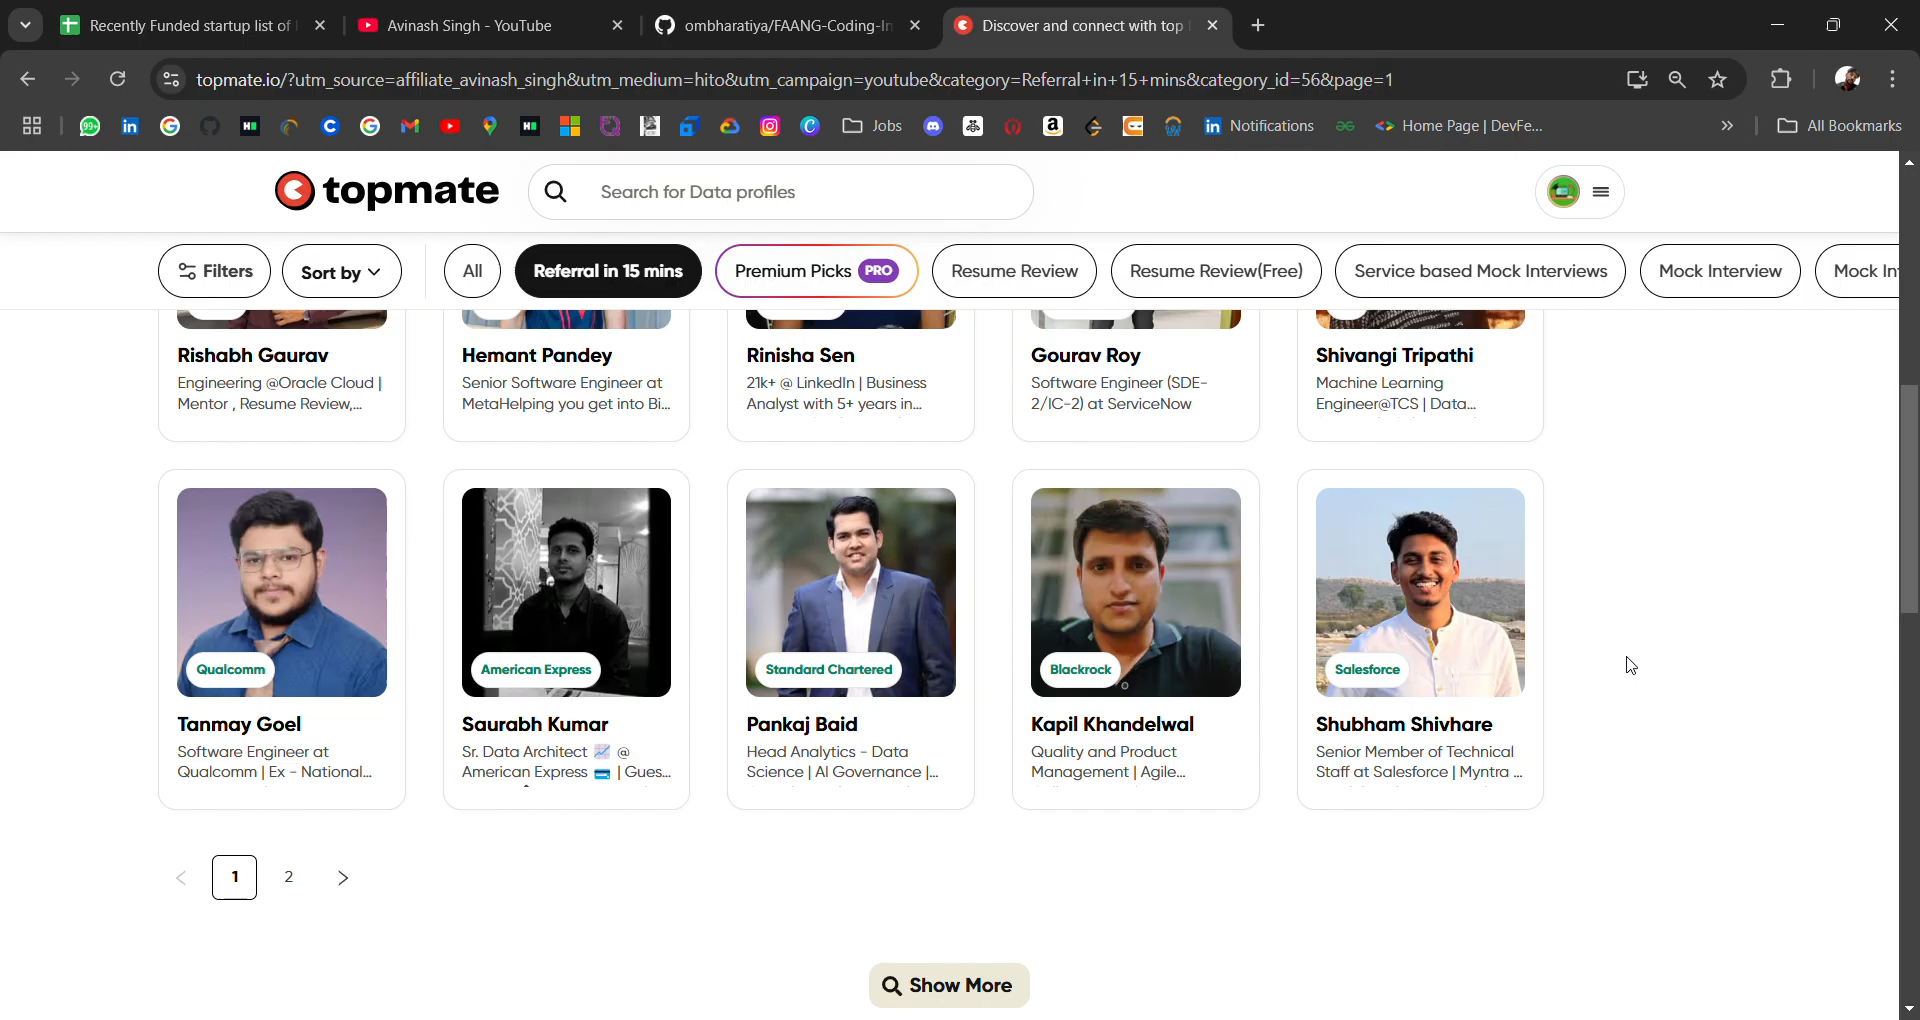 Recently Funded startup list of
Avinash Singh - YouTube
ombharatiya/FAANG-Coding-In
Discover and connect with top
topmate.io/?utm_source=affiliate_avinash_singh&utm_medium=hito&utm_campaign=youtube&category=Referral+in+15+mins&category_id=56&page=1
99+
Jobs
Notifications
Home Page | DevFe...
All Bookmarks
topmate
Search for Data profiles
Filters
Sort by
All
Referral in 15 mins
Premium Picks PRO
Resume Review
Resume Review(Free)
Service based Mock Interviews
Mock Interview
Mock In
Rishabh Gaurav
Engineering @Oracle Cloud |
Mentor , Resume Review,...
Hemant Pandey
Senior Software Engineer at
MetaHelping you get into Bi...
Rinisha Sen
21k+ @ LinkedIn | Business
Analyst with 5+ years in...
Gourav Roy
Software Engineer (SDE-
2/IC-2) at ServiceNow
Shivangi Tripathi
Machine Learning
Engineer@TCS | Data...
Qualcomm
Tanmay Goel
Software Engineer at
Qualcomm | Ex - National...
American Express
Saurabh Kumar
Sr. Data Architect 📈 @
American Express 💳 | Gues...
Standard Chartered
Pankaj Baid
Head Analytics - Data
Science | AI Governance |...
Blackrock
Kapil Khandelwal
Quality and Product
Management | Agile...
Salesforce
Shubham Shivhare
Senior Member of Technical
Staff at Salesforce | Myntra ...
1
2
Show More